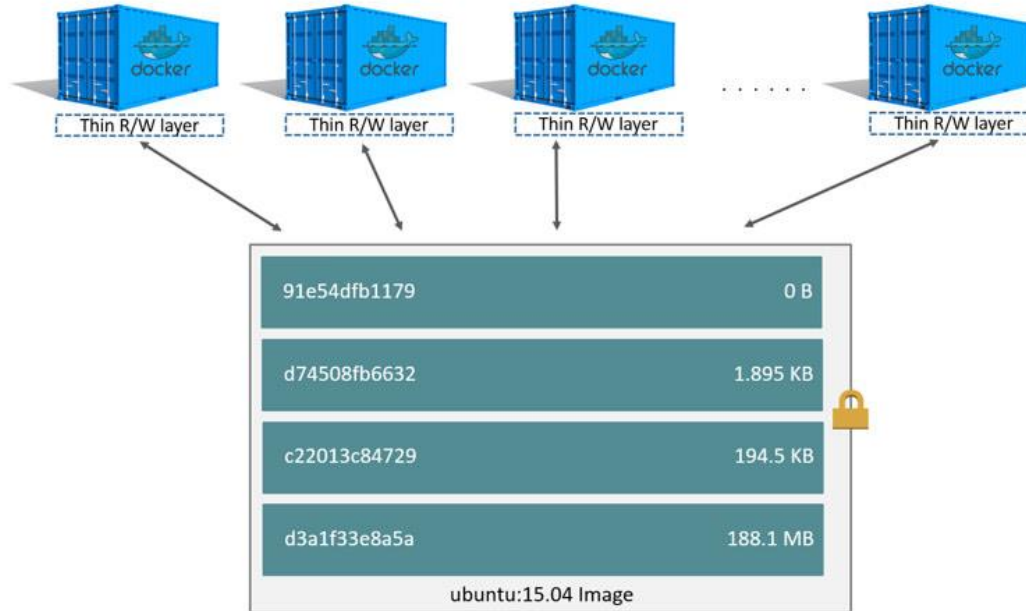 docker docker docker docker
. . . . . .
Thin R/W layer Thin R/W layer Thin R/W layer Thin R/W layer
91e54dfb1179 0 B
d74508fb6632 1.895 KB
c22013c84729 194.5 KB
d3a1f33e8a5a 188.1 MB
ubuntu:15.04 Image